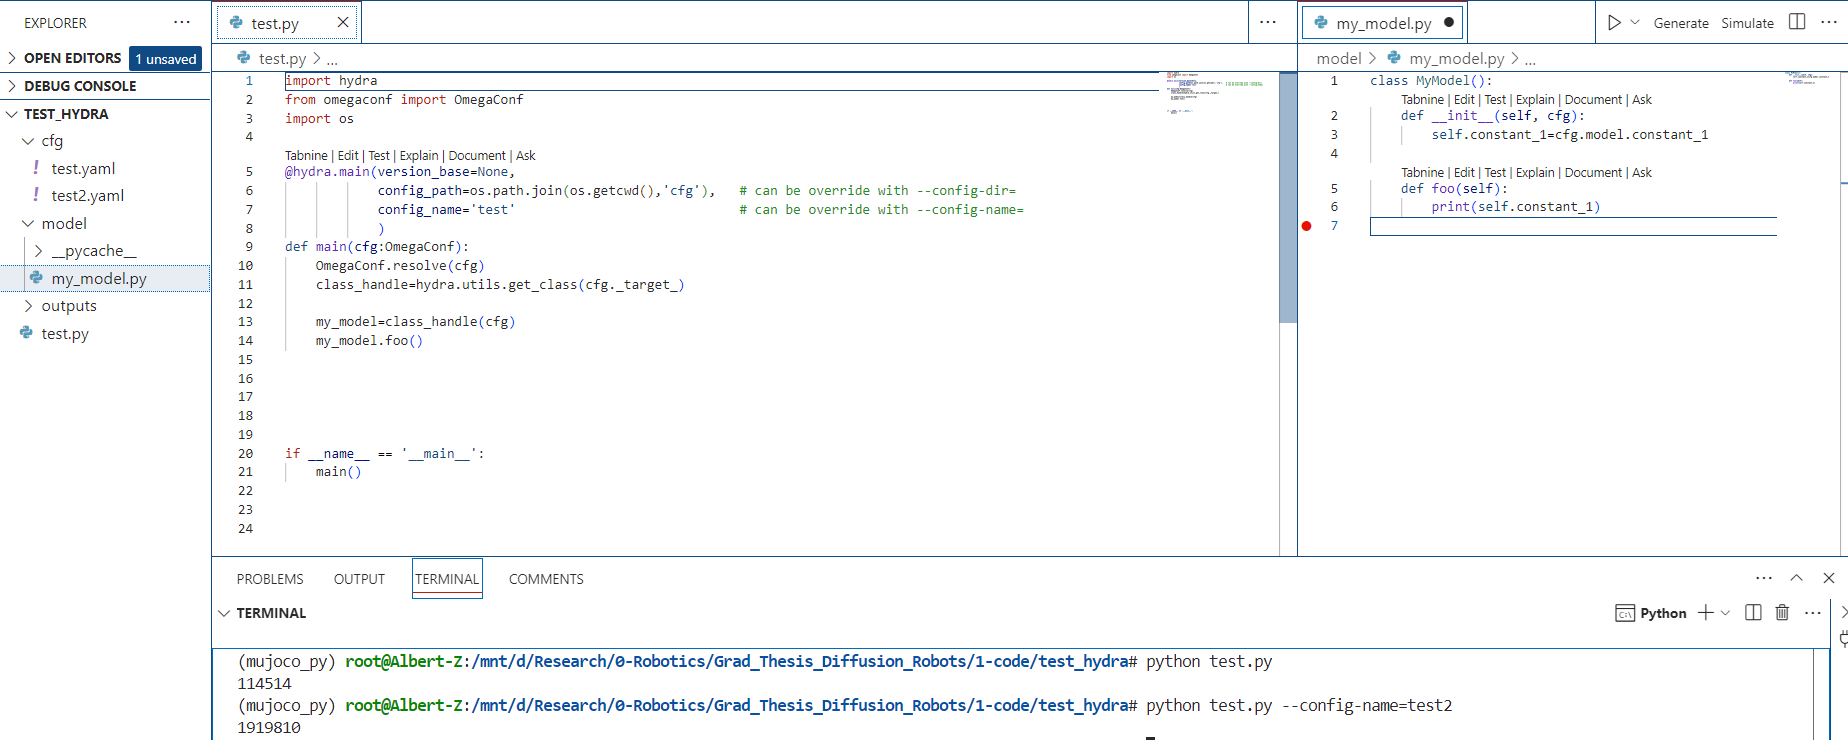 EXPLORER
OPEN EDITORS 1 unsaved
DEBUG CONSOLE
TEST_HYDRA
cfg
! test.yaml
! test2.yaml
model
__pycache__
my_model.py
outputs
test.py
test.py
test.py > ...
1 import hydra
2 from omegaconf import OmegaConf
3 import os
4
Tabnine | Edit | Test | Explain | Document | Ask
5 @hydra.main(version_base=None,
6 config_path=os.path.join(os.getcwd(),'cfg'), # can be override with --config-dir=
7 config_name='test' # can be override with --config-name=
8 )
9 def main(cfg:OmegaConf):
10 OmegaConf.resolve(cfg)
11 class_handle=hydra.utils.get_class(cfg._target_)
12
13 my_model=class_handle(cfg)
14 my_model.foo()
15
16
17
18
19
20 if __name__ == '__main__':
21 main()
22
23
24
my_model.py
Generate Simulate
model > my_model.py > ...
1 class MyModel():
Tabnine | Edit | Test | Explain | Document | Ask
2 def __init__(self, cfg):
3 self.constant_1=cfg.model.constant_1
4
Tabnine | Edit | Test | Explain | Document | Ask
5 def foo(self):
6 print(self.constant_1)
7
PROBLEMS OUTPUT TERMINAL COMMENTS
TERMINAL
Python
(mujoco_py) root@Albert-Z:/mnt/d/Research/0-Robotics/Grad_Thesis_Diffusion_Robots/1-code/test_hydra# python test.py
114514
(mujoco_py) root@Albert-Z:/mnt/d/Research/0-Robotics/Grad_Thesis_Diffusion_Robots/1-code/test_hydra# python test.py --config-name=test2
1919810